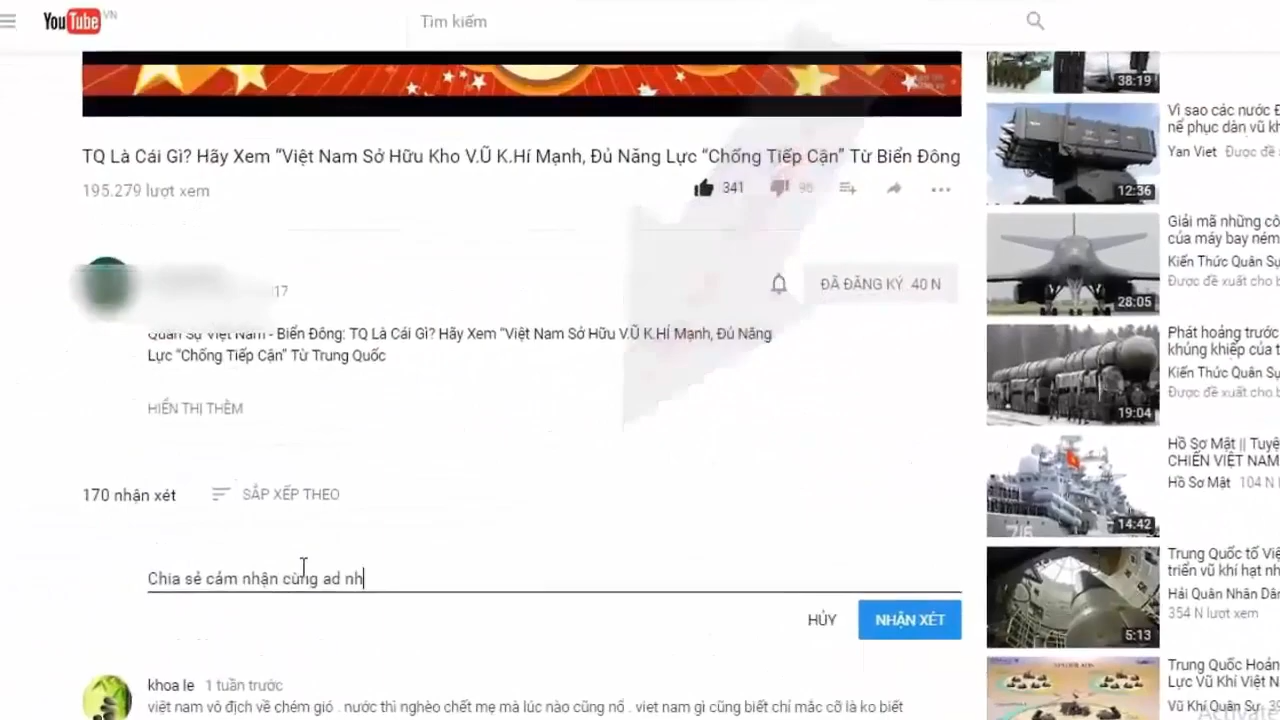 YouTube VN
Tìm kiếm
TQ Là Cái Gì? Hãy Xem “Việt Nam Sở Hữu Kho V.Ũ K.Hí Mạnh, Đủ Năng Lực “Chống Tiếp Cận” Từ Biển Đông
195.279 lượt xem
341
96
17
ĐÃ ĐĂNG KÝ 40 N
Quân Sự Việt Nam - Biển Đông: TQ Là Cái Gì? Hãy Xem “Việt Nam Sở Hữu V.Ũ K.HÍ Mạnh, Đủ Năng
Lực “Chống Tiếp Cận” Từ Trung Quốc
HIỂN THỊ THÊM
170 nhận xét
SẮP XẾP THEO
Chia sẻ cảm nhận cùng ad nh
HỦY
NHẬN XÉT
khoa le 1 tuần trước
việt nam vô địch về chém gió . nước thì nghèo chết mẹ mà lúc nào cũng nổ . viet nam gì cũng biết chỉ mắc cỡ là ko biết
38:19
Vì sao các nước Đ
nể phục dàn vũ kh
Yan Viet Được đề
12:36
Giải mã những cô
của máy bay ném
Kiến Thức Quân Sự
Được đề xuất cho b
28:05
Phát hoảng trước
khủng khiếp của t
Kiến Thức Quân Sự
Được đề xuất cho b
19:04
Hồ Sơ Mật || Tuyệ
CHIẾN VIỆT NAM
Hồ Sơ Mật 104 N l
14:42
Trung Quốc tố Việ
triển vũ khí hạt nh
Hải Quân Nhân Dân
354 N lượt xem
5:13
Trung Quốc Hoản
Lực Vũ Khí Việt N
Vũ Khí Quân Sự